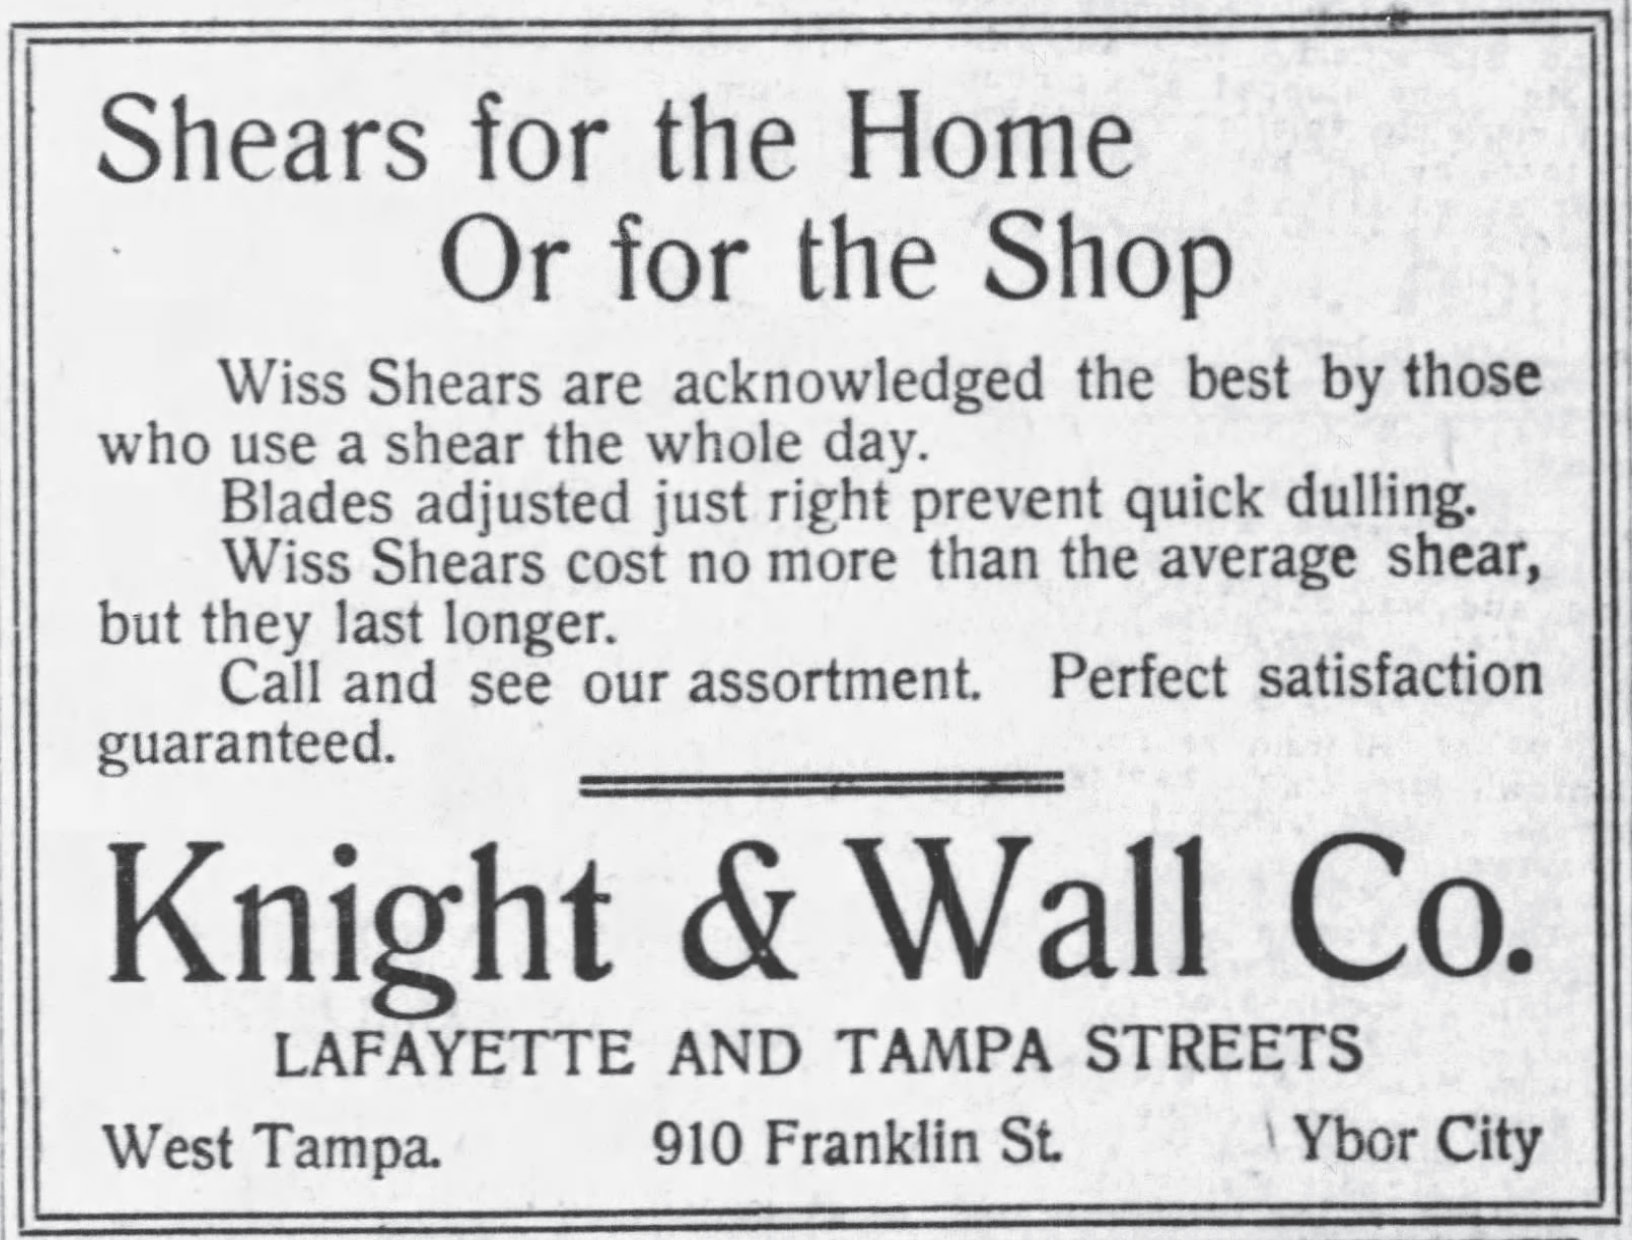 Shears for the Home
Or for the Shop
Wiss Shears are acknowledged the best by those
who use a shear the whole day.
Blades adjusted just right prevent quick dulling.
Wiss Shears cost no more than the average shear,
but they last longer.
Call and see our assortment. Perfect satisfaction
guaranteed.
Knight & Wall Co.
LAFAYETTE AND TAMPA STREETS
West Tampa. 910 Franklin St. Ybor City